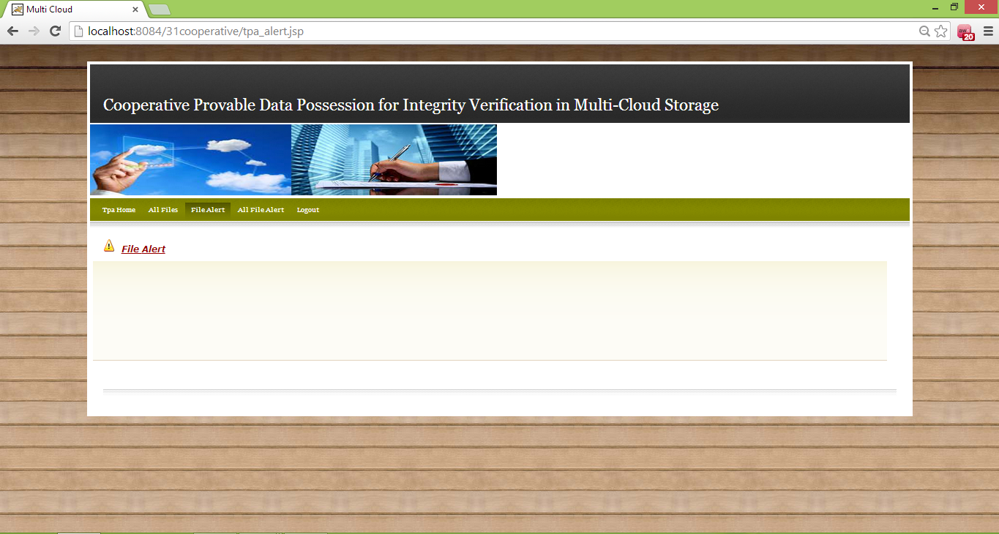 Multi Cloud
localhost:8084/31cooperative/tpa_alert.jsp
20
Cooperative Provable Data Possession for Integrity Verification in Multi-Cloud Storage
Tpa Home All Files File Alert All File Alert Logout
File Alert